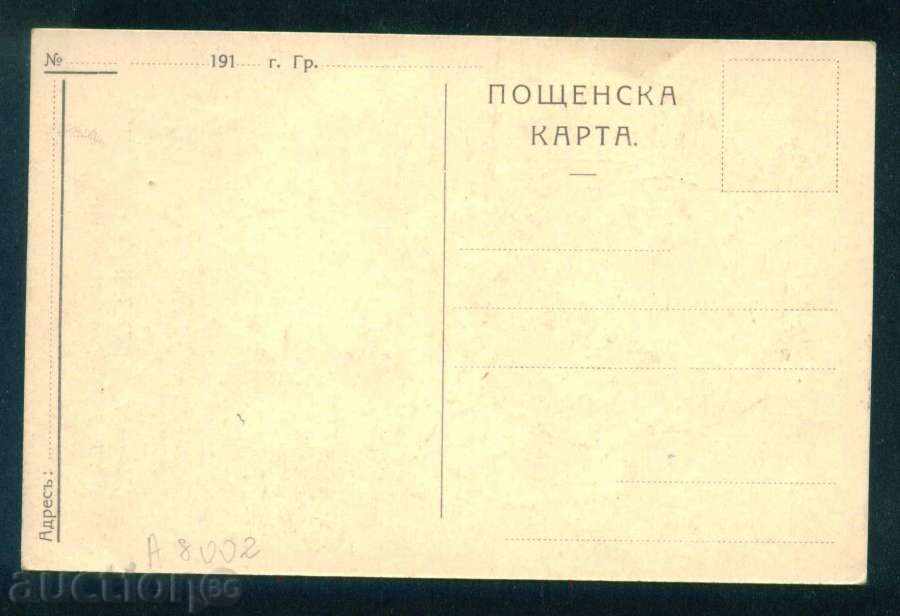 № 191 г. Гр.
ПОЩЕНСКА
КАРТА.
Адресъ:
А 8002
auction.BG